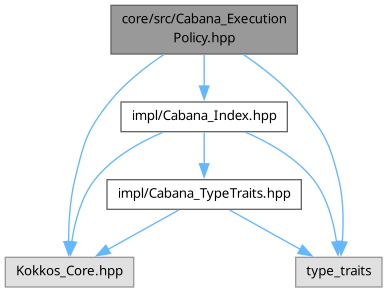 core/src/Cabana_Execution
Policy.hpp
impl/Cabana_Index.hpp
impl/Cabana_TypeTraits.hpp
Kokkos_Core.hpp
type_traits